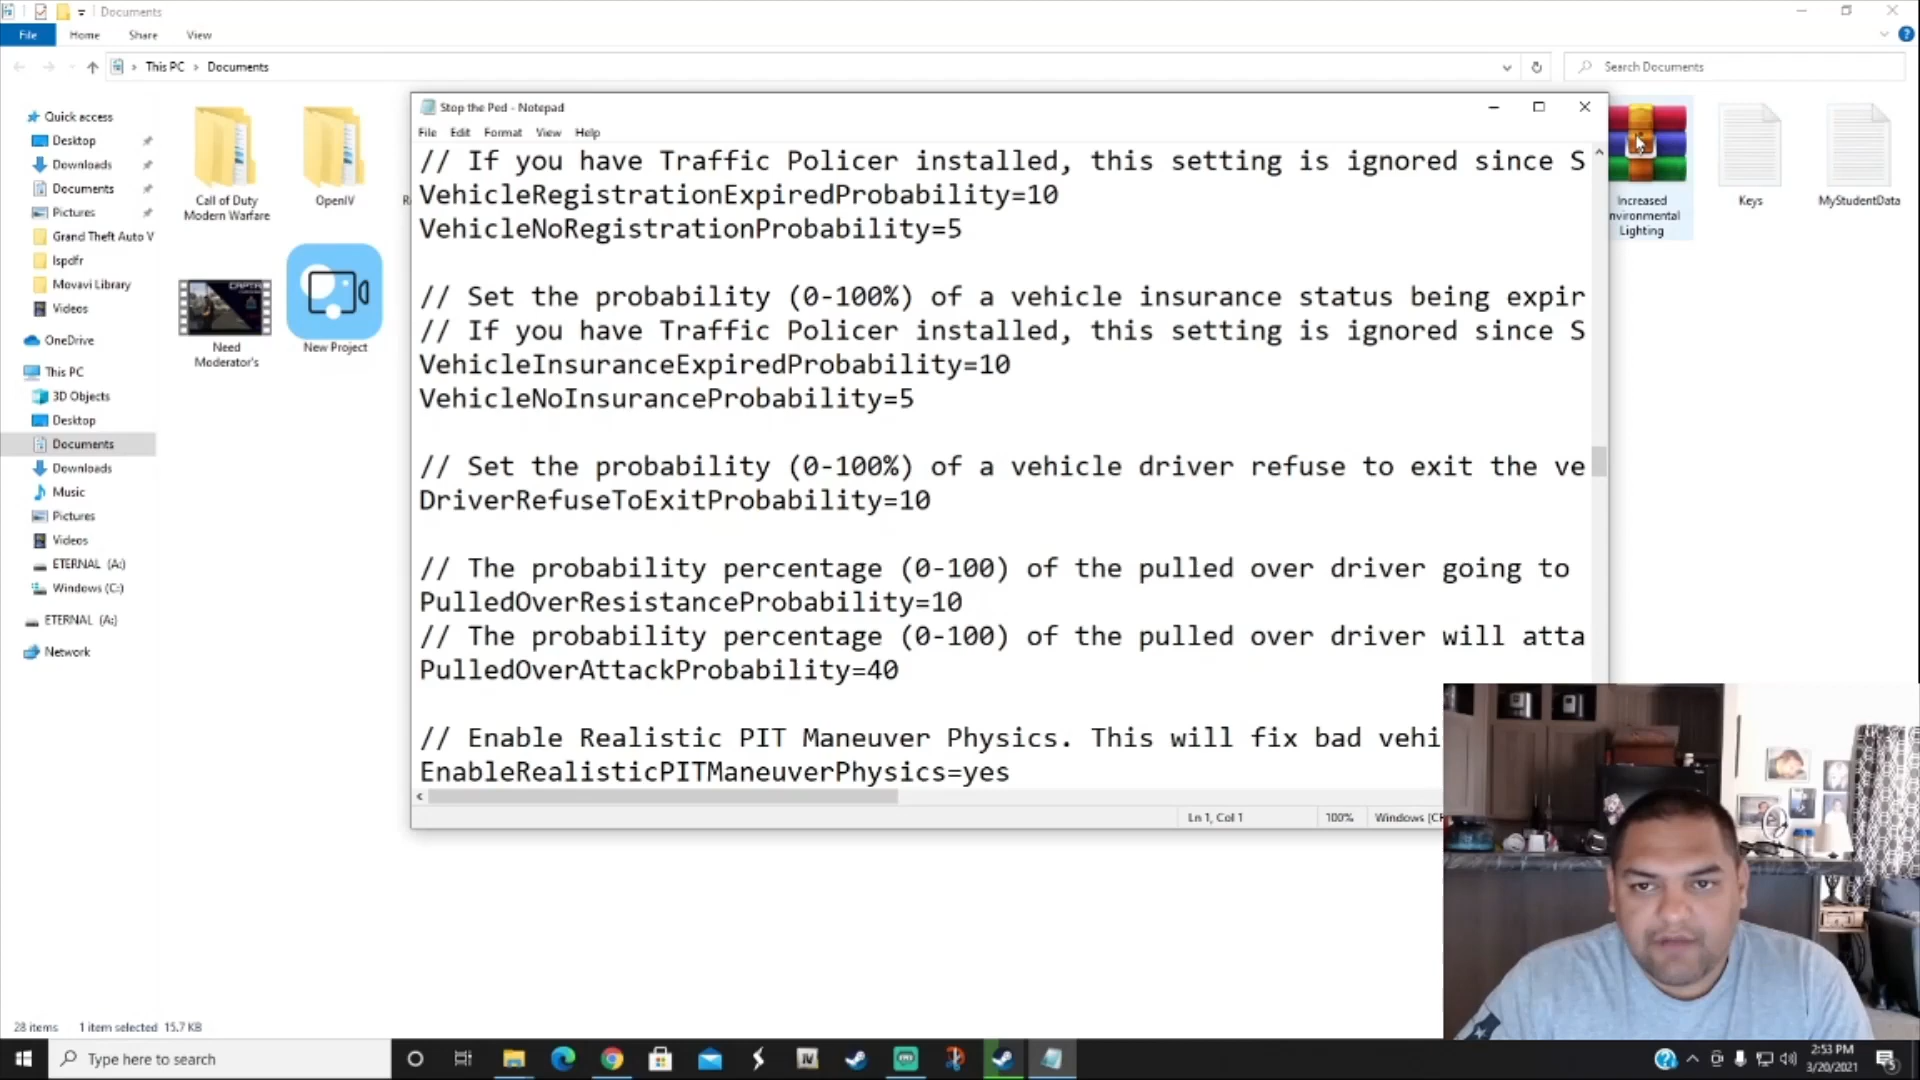 Documents
File
Home
Share
View
This PC
Documents
Search Documents
Quick access
Desktop
Downloads
Documents
Pictures
Grand Theft Auto V
lspdfr
Movavi Library
Videos
OneDrive
This PC
3D Objects
Desktop
Documents
Downloads
Music
Pictures
Videos
ETERNAL (A:)
Windows (C:)
ETERNAL (A:)
Network
Call of Duty
Modern Warfare
OpenIV
Need
Moderator's
New Project
Stop the Ped - Notepad
File Edit Format View Help
// If you have Traffic Policer installed, this setting is ignored since S
VehicleRegistrationExpiredProbability=10
VehicleNoRegistrationProbability=5
// Set the probability (0-100%) of a vehicle insurance status being expir
// If you have Traffic Policer installed, this setting is ignored since S
VehicleInsuranceExpiredProbability=10
VehicleNoInsuranceProbability=5
// Set the probability (0-100%) of a vehicle driver refuse to exit the ve
DriverRefuseToExitProbability=10
// The probability percentage (0-100) of the pulled over driver going to
PulledOverResistanceProbability=10
// The probability percentage (0-100) of the pulled over driver will atta
PulledOverAttackProbability=40
// Enable Realistic PIT Maneuver Physics. This will fix bad vehi
EnableRealisticPITManeuverPhysics=yes
Ln 1, Col 1
100%
Windows (CR
Increased
nvironmental
Lighting
Keys
MyStudentData
28 items
1 item selected 15.7 KB
Type here to search
IV
2:53 PM
3/20/2021
5